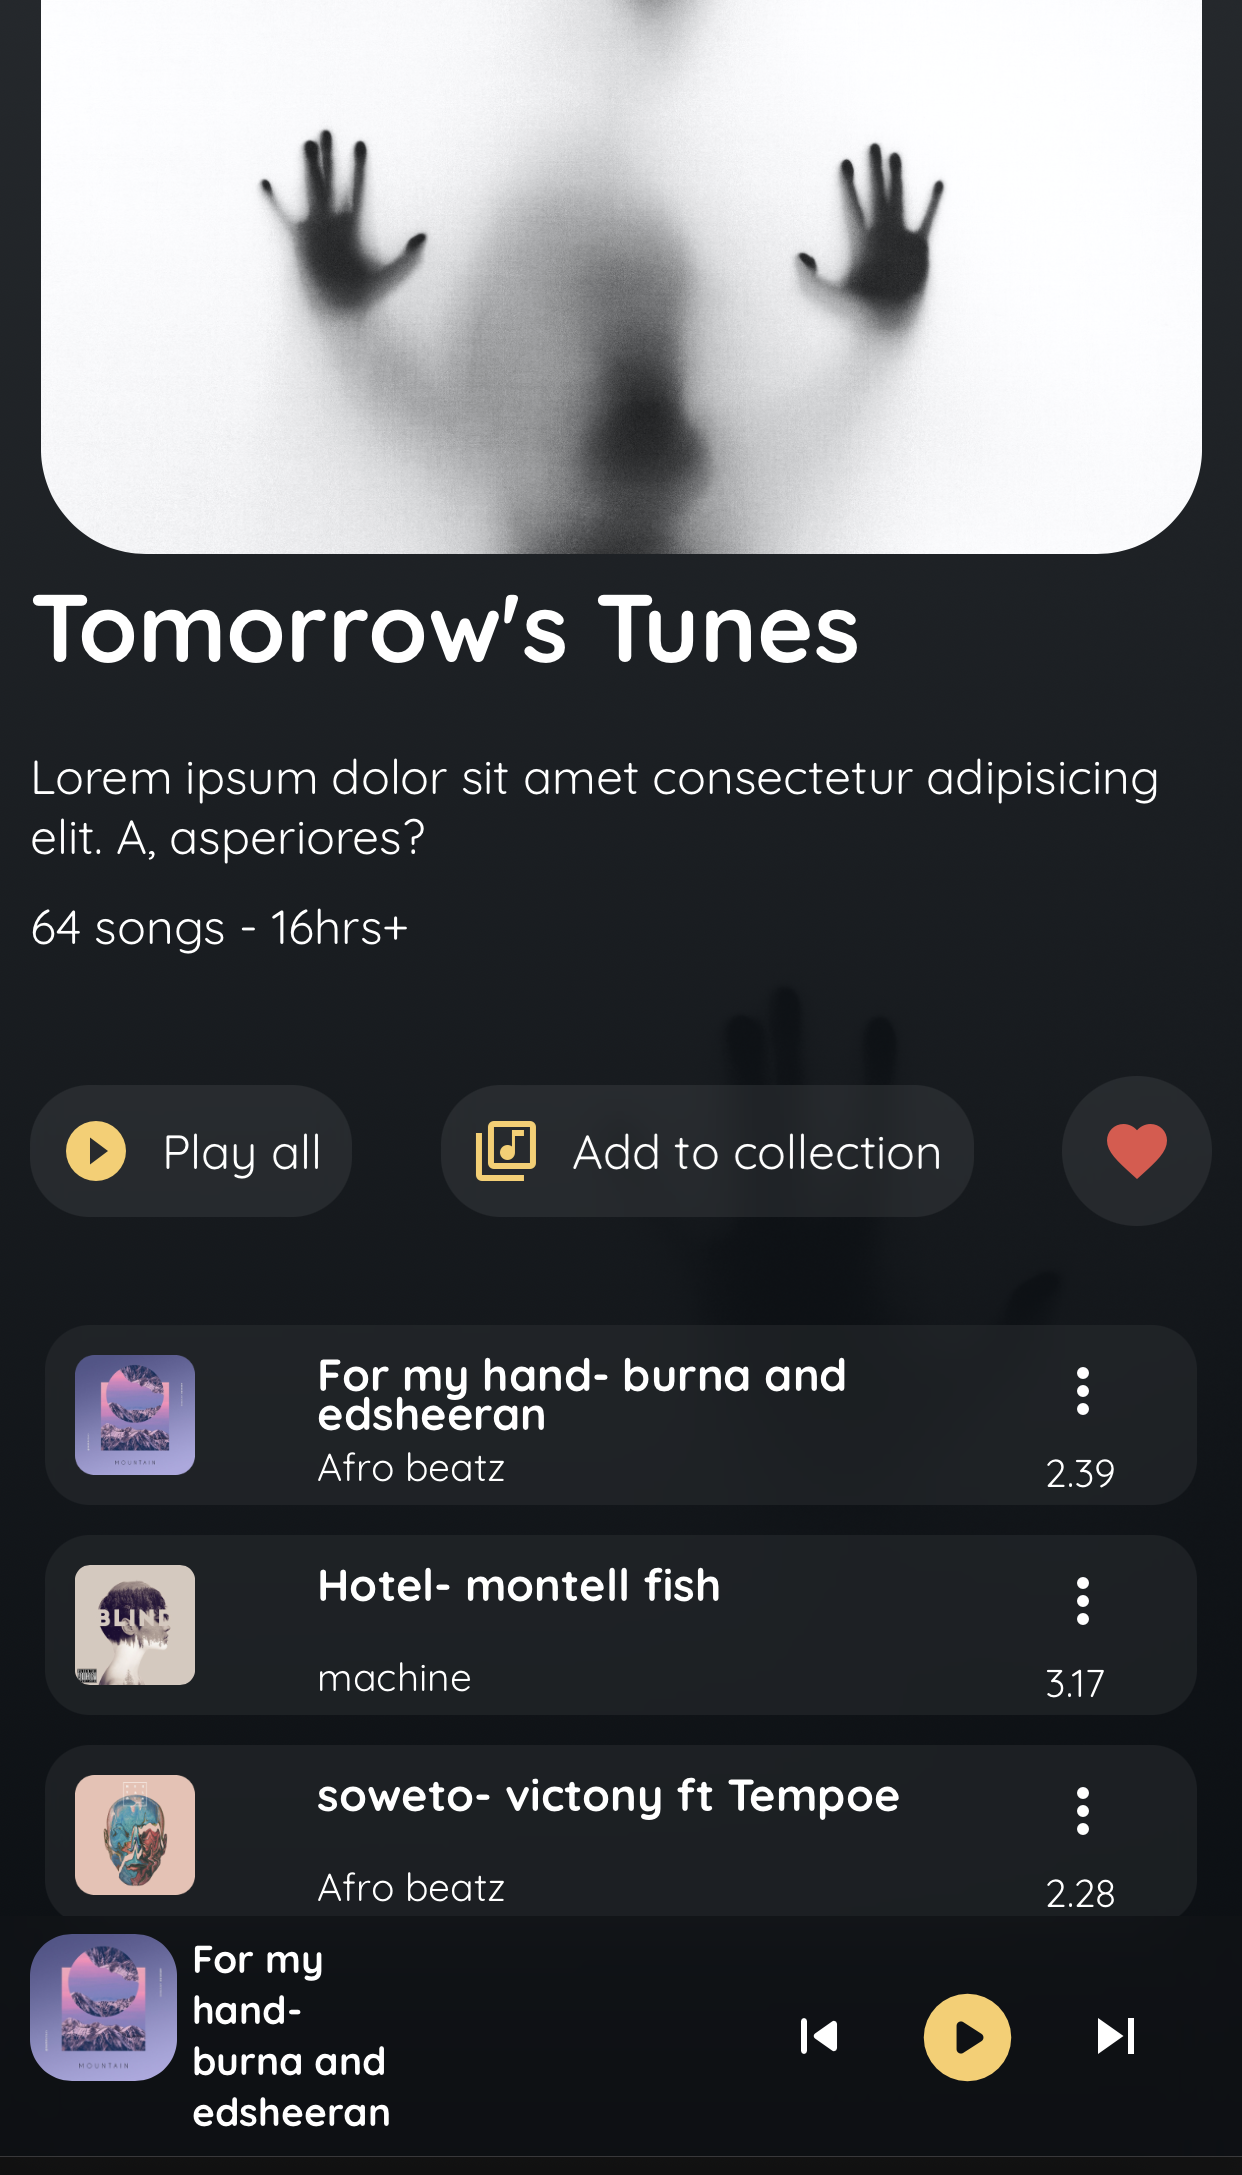 Tomorrow's Tunes
Lorem ipsum dolor sit amet consectetur adipisicing
elit. A, asperiores?
64 songs - 16hrs+
Play all
Add to collection
For my hand- burna and
edsheeran
Afro beatz
2.39
MOUNTAIN
Hotel- montell fish
machine
3.17
BLIND
soweto- victony ft Tempoe
Afro beatz
2.28
For my
hand-
burna and
edsheeran
MOUNTAIN